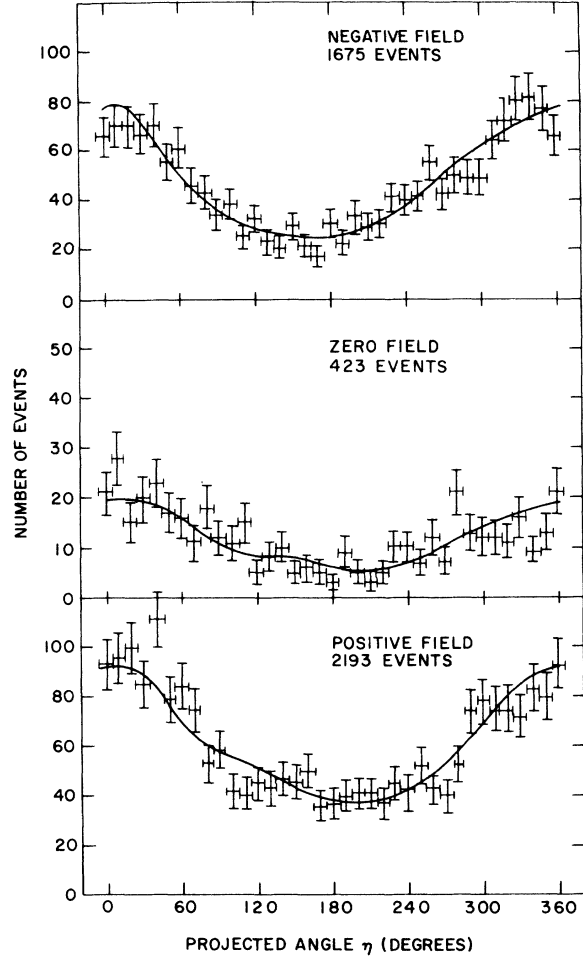 NEGATIVE FIELD
1675 EVENTS
100
80
60
40
20
0
ZERO FIELD
423 EVENTS
50
40
30
20
10
0
POSITIVE FIELD
2193 EVENTS
100
80
60
40
20
0
0 60 120 180 240 300 360
NUMBER OF EVENTS
PROJECTED ANGLE η (DEGREES)